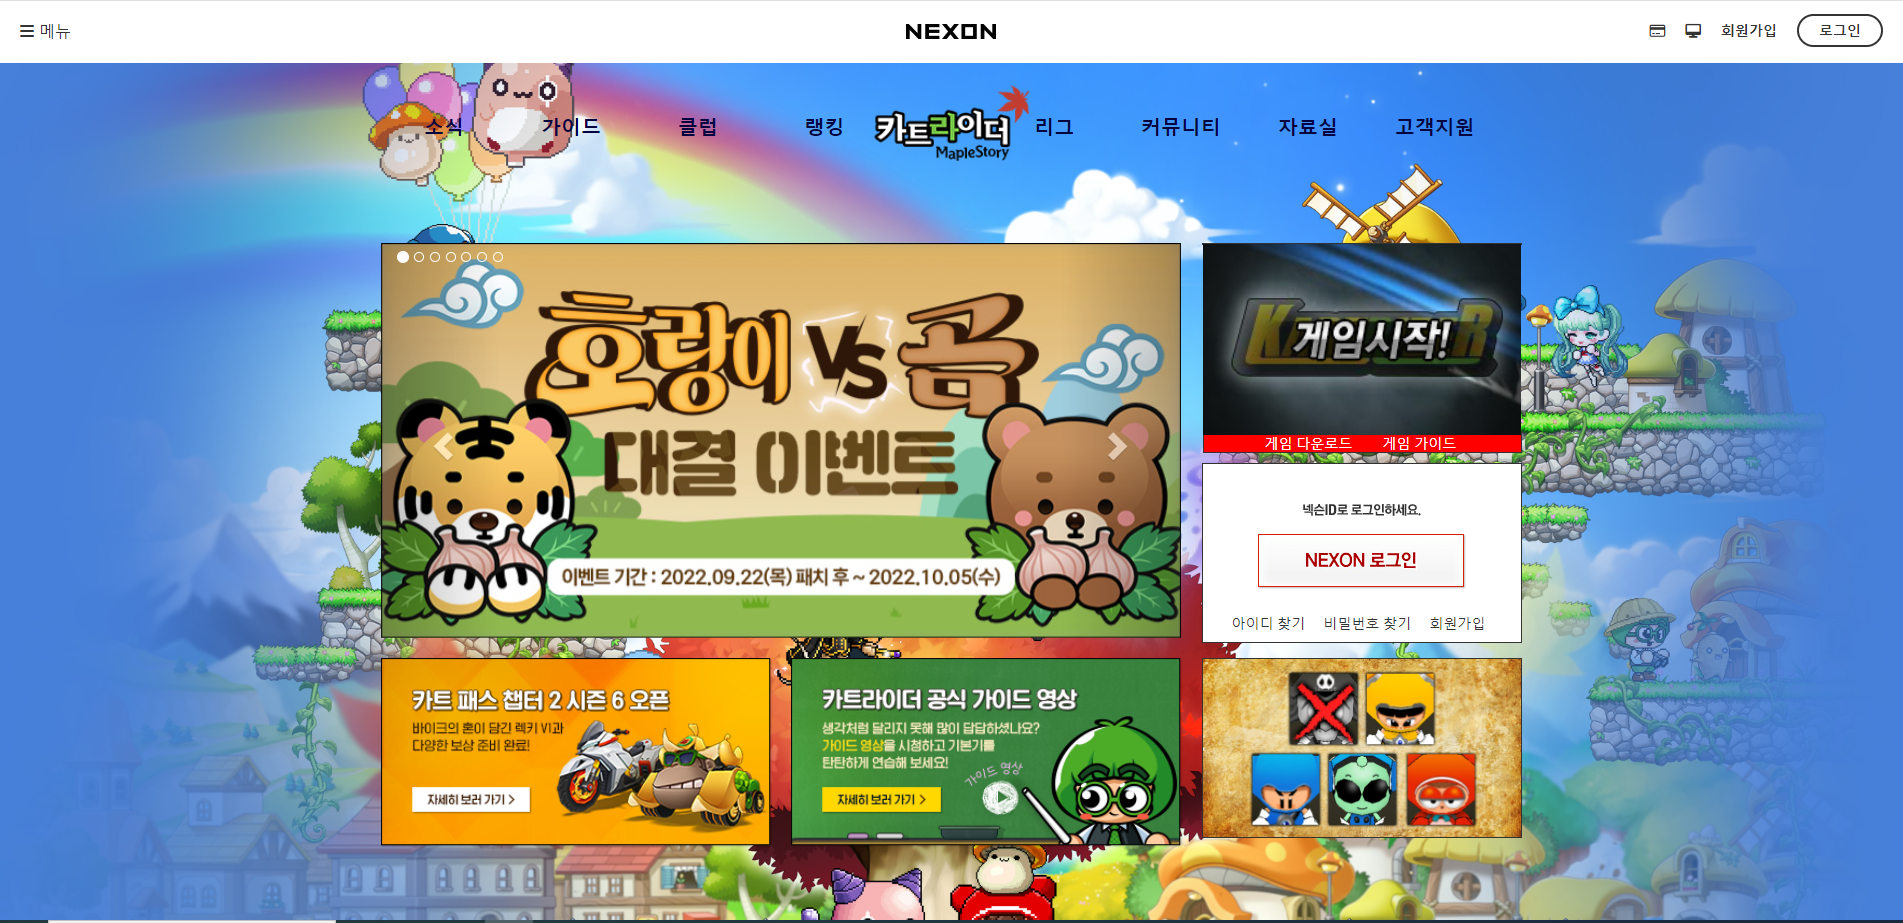 메뉴
NEXON
회원가입
로그인
소식
가이드
클럽
랭킹
카트라이더
MapleStory
리그
커뮤니티
자료실
고객지원
호랑이 VS 곰
대결 이벤트
이벤트 기간 : 2022.09.22(목) 패치 후 ~ 2022.10.05(수)
게임시작!
게임 다운로드
게임 가이드
넥슨ID로 로그인하세요.
NEXON 로그인
아이디 찾기
비밀번호 찾기
회원가입
카트 패스 챕터 2 시즌 6 오픈
바이크의 혼이 담긴 렉키 V1과
다양한 보상 준비 완료!
자세히 보러 가기 >
카트라이더 공식 가이드 영상
생각처럼 달리지 못해 많이 답답하셨나요?
가이드 영상을 시청하고 기본기를
탄탄하게 연습해 보세요!
가이드 영상
자세히 보러 가기 >